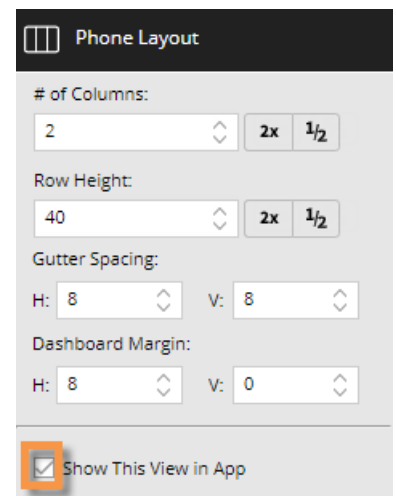 Phone Layout
# of Columns:
2 2x 1/2
Row Height:
40 2x 1/2
Gutter Spacing:
H: 8 V: 8
Dashboard Margin:
H: 8 V: 0
Show This View in App